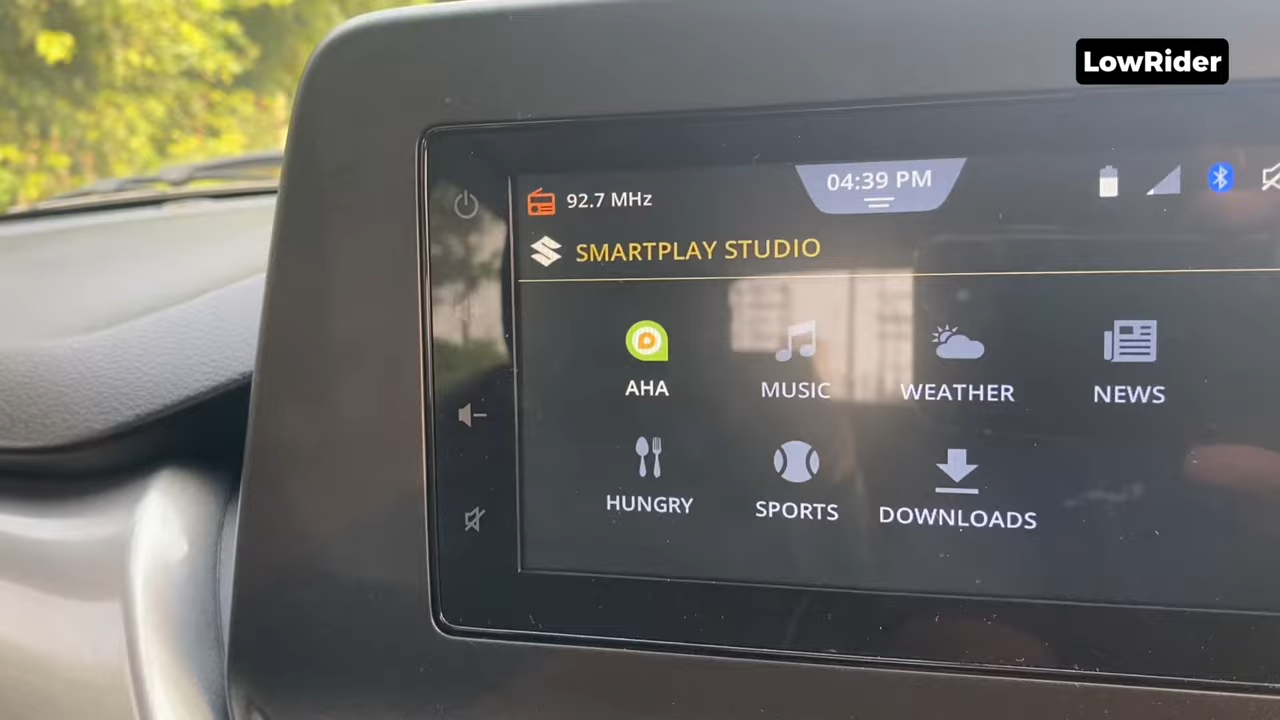 LowRider
92.7 MHz
04:39 PM
SMARTPLAY STUDIO
AHA
MUSIC
WEATHER
NEWS
HUNGRY
SPORTS
DOWNLOADS